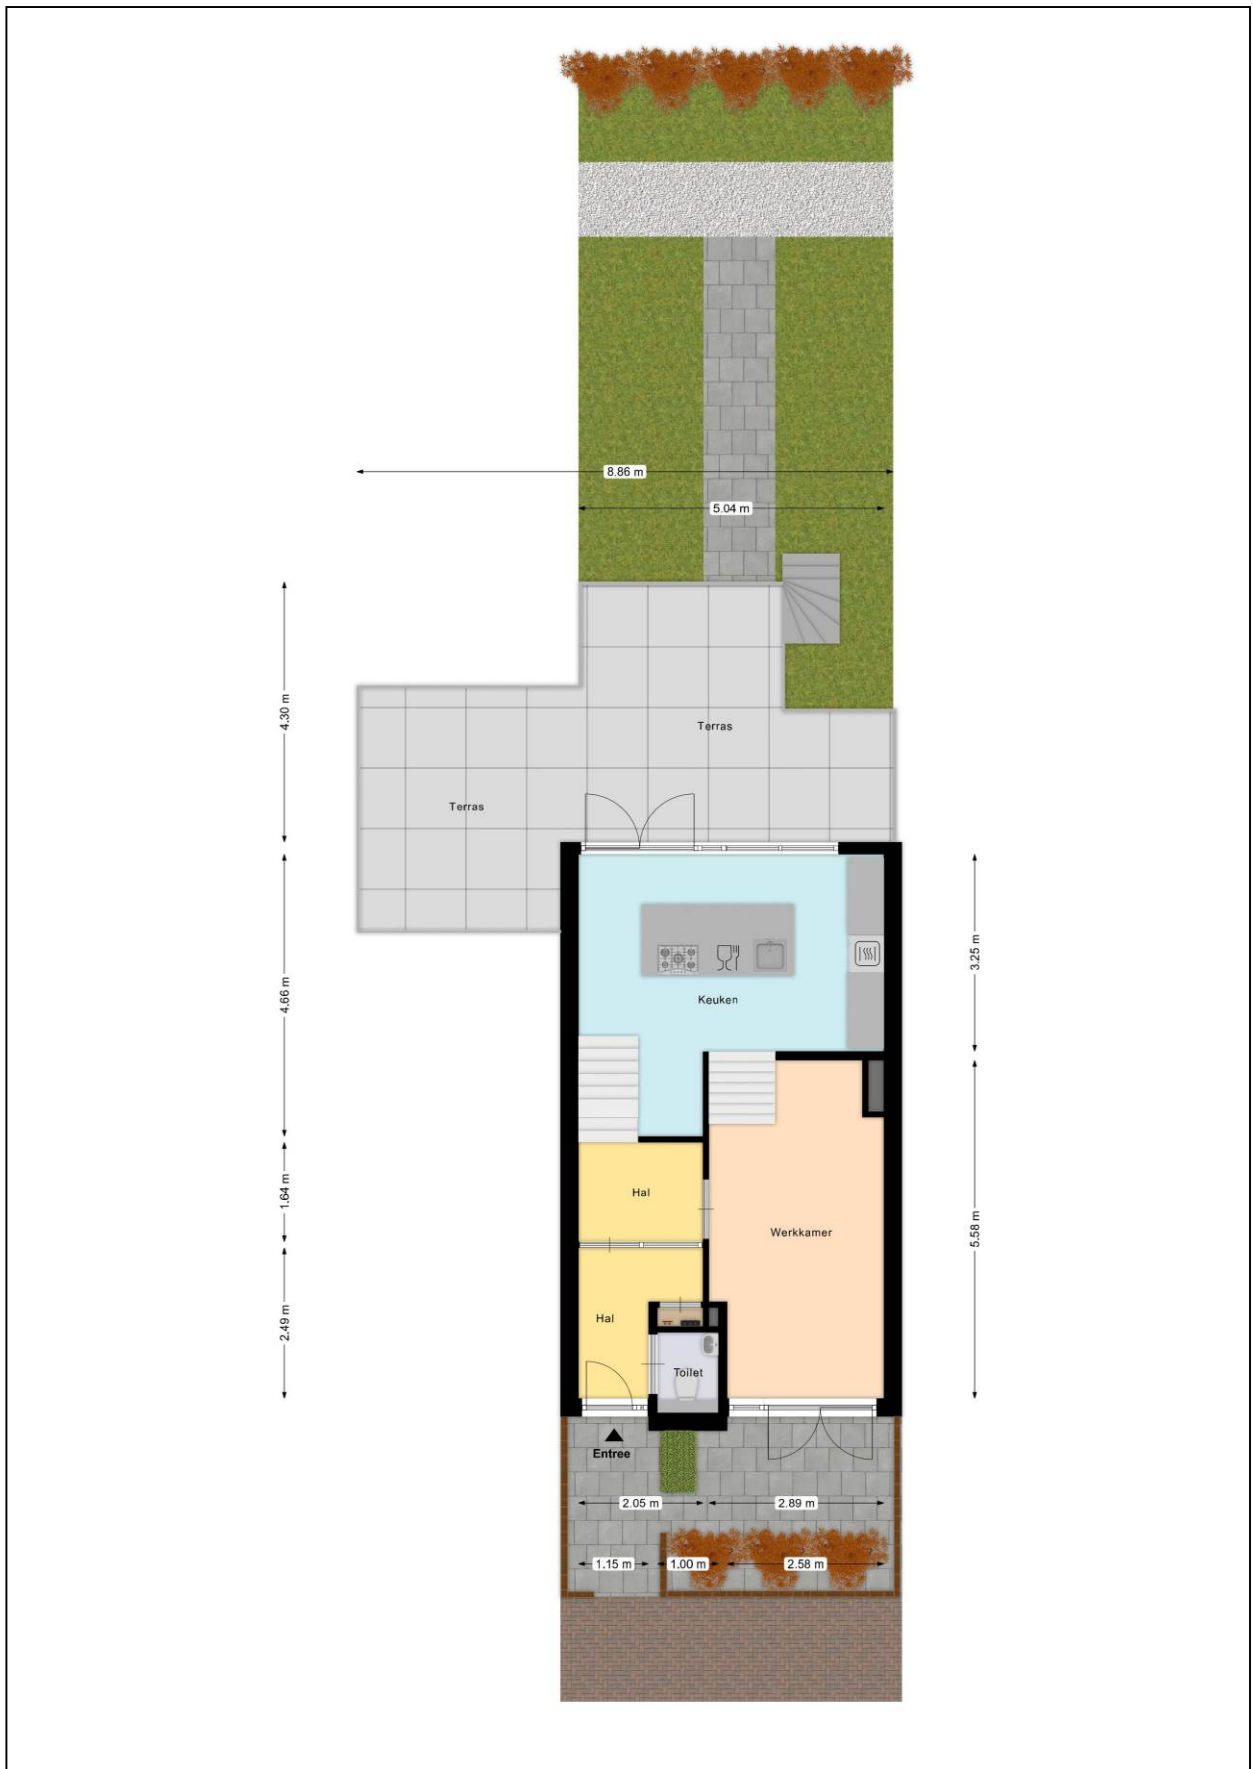 8.86 m
5.04 m
4.30 m
Terras
Terras
4.66 m
3.25 m
Keuken
1.64 m
Hal
Werkkamer
5.58 m
2.49 m
Hal
Toilet
Entree
2.05 m
2.89 m
1.15 m
1.00 m
2.58 m